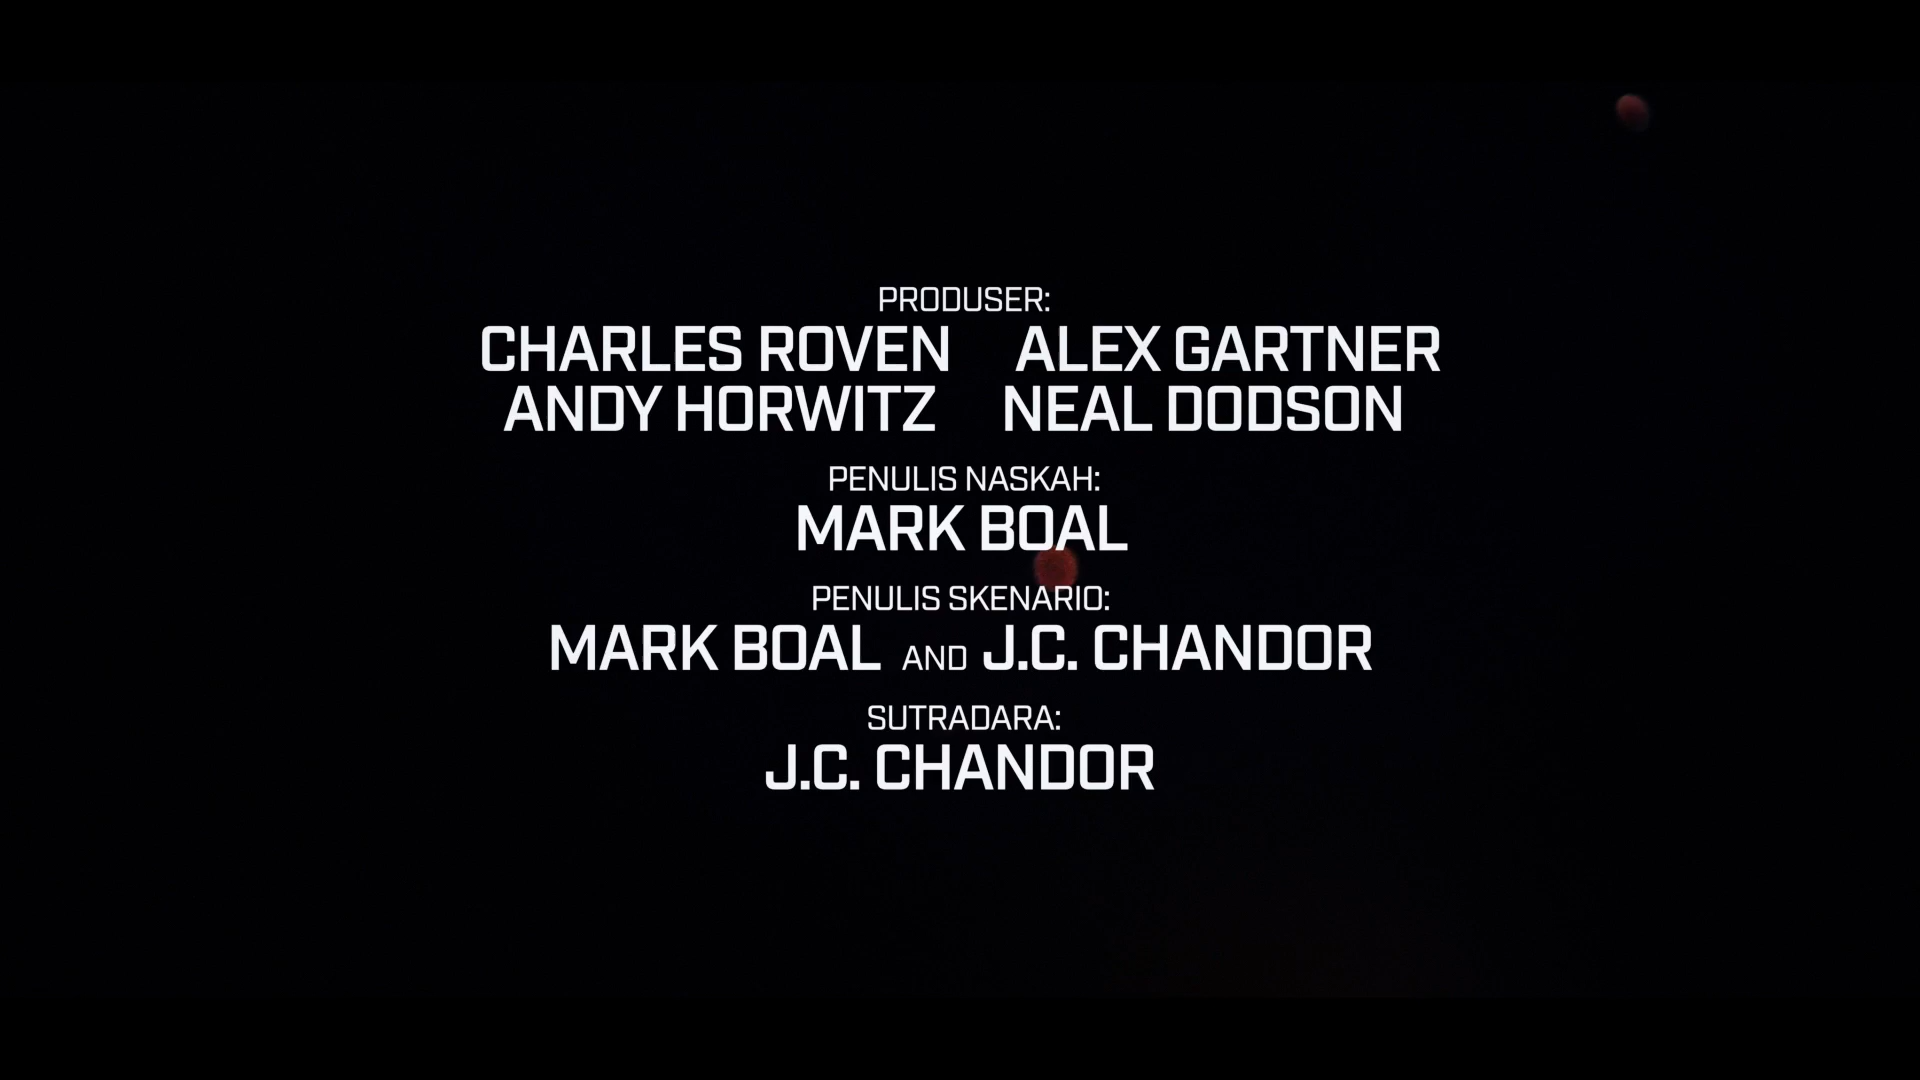 PRODUSER:
CHARLES ROVEN ALEX GARTNER
ANDY HORWITZ NEAL DODSON
PENULIS NASKAH:
MARK BOAL
PENULIS SKENARIO:
MARK BOAL AND J.C. CHANDOR
SUTRADARA:
J.C. CHANDOR